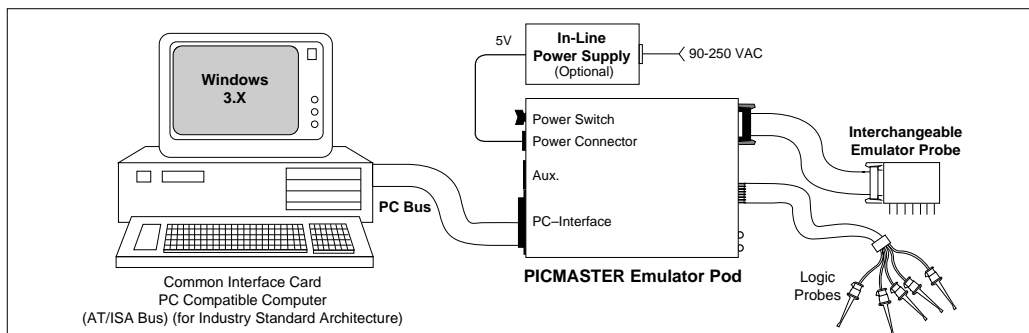 5V
In-Line
Power Supply
(Optional)
90-250 VAC
Windows
3.X
Power Switch
Power Connector
Aux.
PC–Interface
PC Bus
Interchangeable
Emulator Probe
PICMASTER Emulator Pod
Logic
Probes
Common Interface Card
PC Compatible Computer
(AT/ISA Bus) (for Industry Standard Architecture)